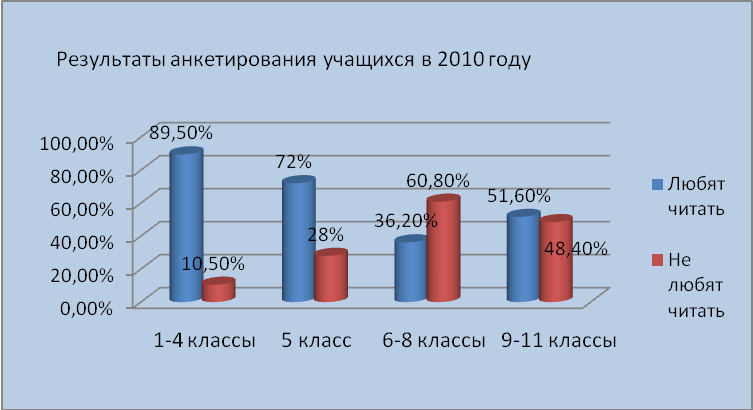 Результаты анкетирования учащихся в 2010 году
100,00%
80,00%
60,00%
40,00%
20,00%
0,00%
89,50%
10,50%
72%
28%
36,20%
60,80%
51,60%
48,40%
1-4 классы
5 класс
6-8 классы
9-11 классы
Любят
читать
Не
любят
читать